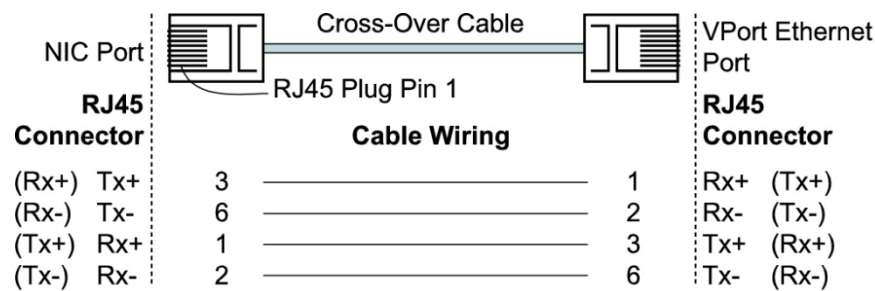 Cross-Over Cable
NIC Port
VPort Ethernet
Port
RJ45 Plug Pin 1
RJ45
Connector
Cable Wiring
RJ45
Connector
(Rx+) Tx+ 3 1 Rx+ (Tx+)
(Rx-) Tx- 6 2 Rx- (Tx-)
(Tx+) Rx+ 1 3 Tx+ (Rx+)
(Tx-) Rx- 2 6 Tx- (Rx-)